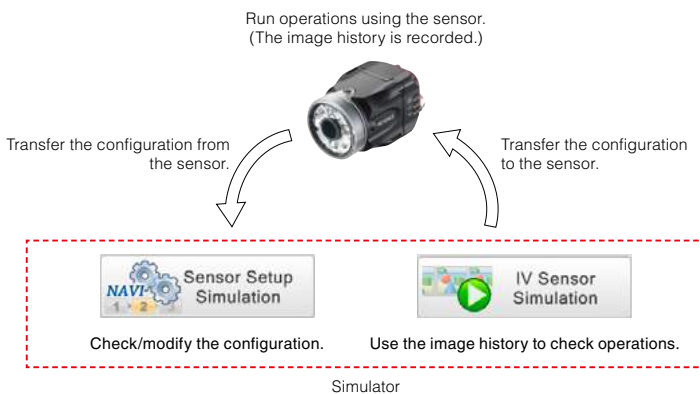 Run operations using the sensor.
(The image history is recorded.)
Transfer the configuration from
the sensor.
Transfer the configuration
to the sensor.
NAVI
1 2
Sensor Setup
Simulation
IV Sensor
Simulation
Check/modify the configuration.
Use the image history to check operations.
Simulator